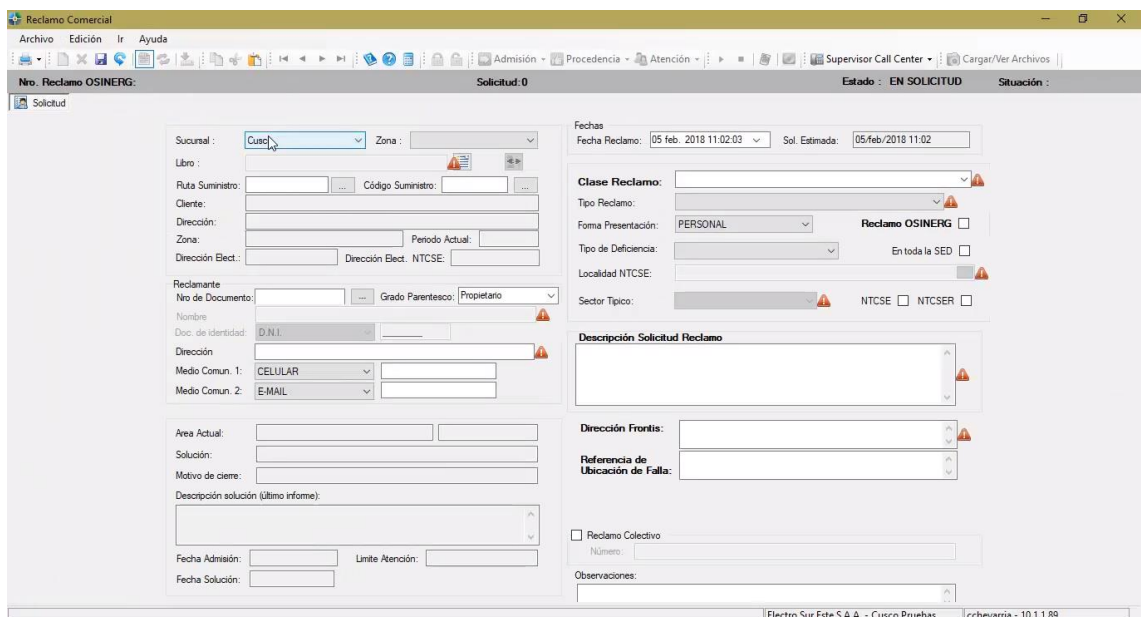 Reclamo Comercial
Archivo Edición Ir Ayuda
Admisión Procedencia Atención Supervisor Call Center Cargar/Ver Archivos
Nro. Reclamo OSINERG: Solicitud:0 Estado : EN SOLICITUD Situación :
Solicitud
Sucursal : Cusco Zona :
Libro :
Ruta Suministro: ... Código Suministro: ...
Cliente:
Dirección:
Zona: Periodo Actual:
Dirección Elect.: Dirección Elect. NTCSE:
Reclamante
Nro de Documento: ... Grado Parentesco: Propietario
Nombre
Doc. de identidad: D.N.I.
Dirección
Medio Comun. 1: CELULAR
Medio Comun. 2: E-MAIL
Area Actual:
Solución:
Motivo de cierre:
Descripción solución (último informe):
Fecha Admisión: Limite Atención:
Fecha Solución:
Fechas
Fecha Reclamo: 05 feb. 2018 11:02:03 Sol. Estimada: 05/feb/2018 11:02
Clase Reclamo:
Tipo Reclamo:
Forma Presentación: PERSONAL Reclamo OSINERG
Tipo de Deficiencia: En toda la SED
Localidad NTCSE:
Sector Tipico: NTCSE NTCSER
Descripción Solicitud Reclamo
Dirección Frontis:
Referencia de
Ubicación de Falla:
Reclamo Colectivo
Número:
Observaciones:
Electro Sur Este S.A.A. - Cusco Pruebas cchevarria - 10.1.1.89